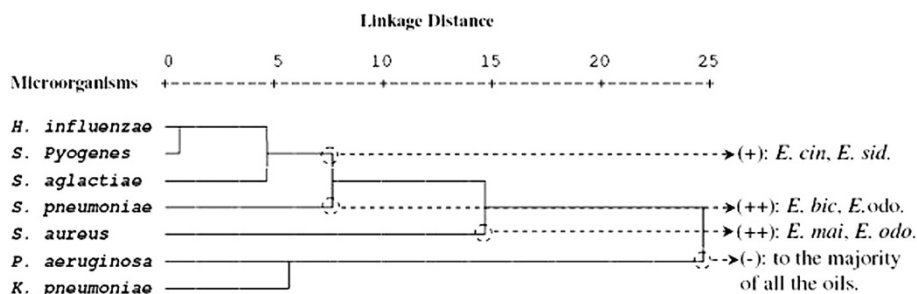 Linkage Distance
0 5 10 15 20 25
Microorganisms
H. influenzae
S. Pyogenes (+): E. cin, E. sid.
S. aglactiae
S. pneumoniae (++): E. bic, E.odo.
S. aureus (++): E. mai, E. odo.
P. aeruginosa (-): to the majority
K. pneumoniae of all the oils.